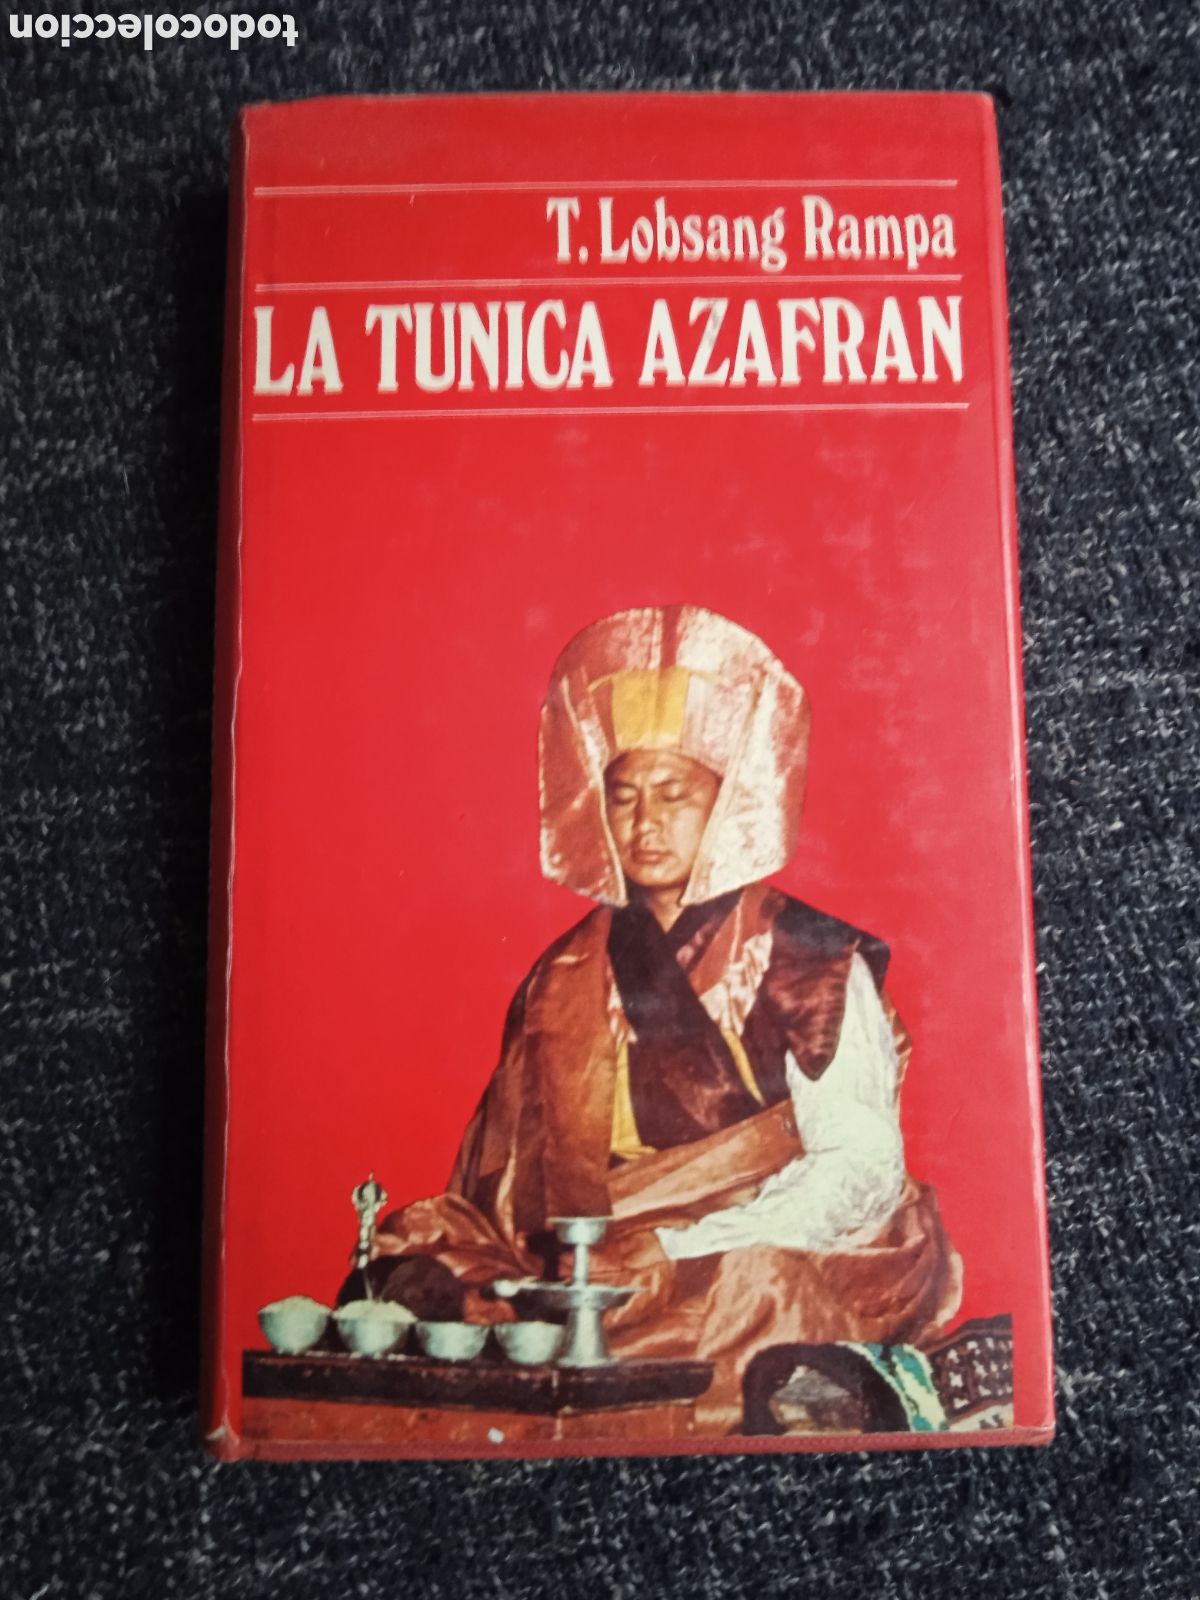 todocoleccion
T. Lobsang Rampa
LA TUNICA AZAFRAN